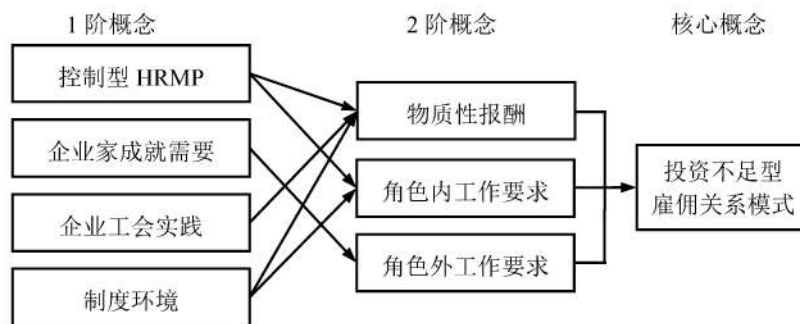 1 阶概念
2 阶概念
核心概念
控制型 HRMP
企业家成就需要
企业工会实践
制度环境
物质性报酬
角色内工作要求
角色外工作要求
投资不足型
雇佣关系模式